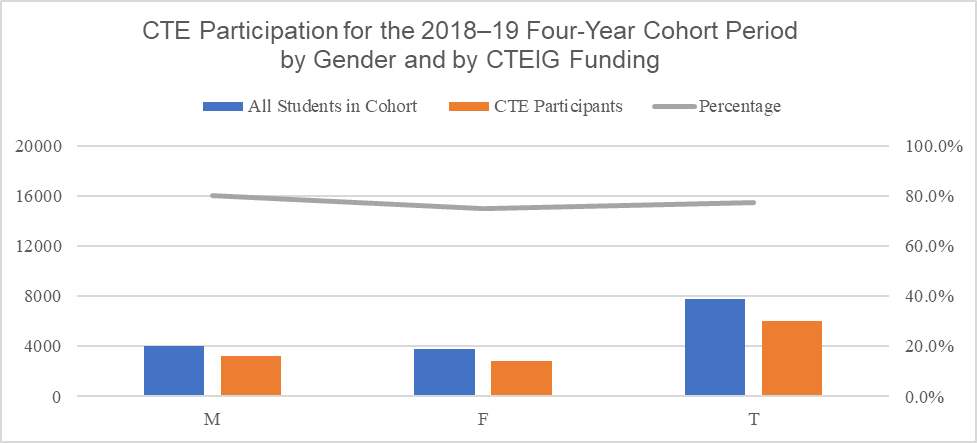 CTE Participation for the 2018–19 Four-Year Cohort Period
by Gender and by CTEIG Funding
All Students in Cohort CTE Participants Percentage
20000 100.0%
16000 80.0%
12000 60.0%
8000 40.0%
4000 20.0%
0 0.0%
M F T